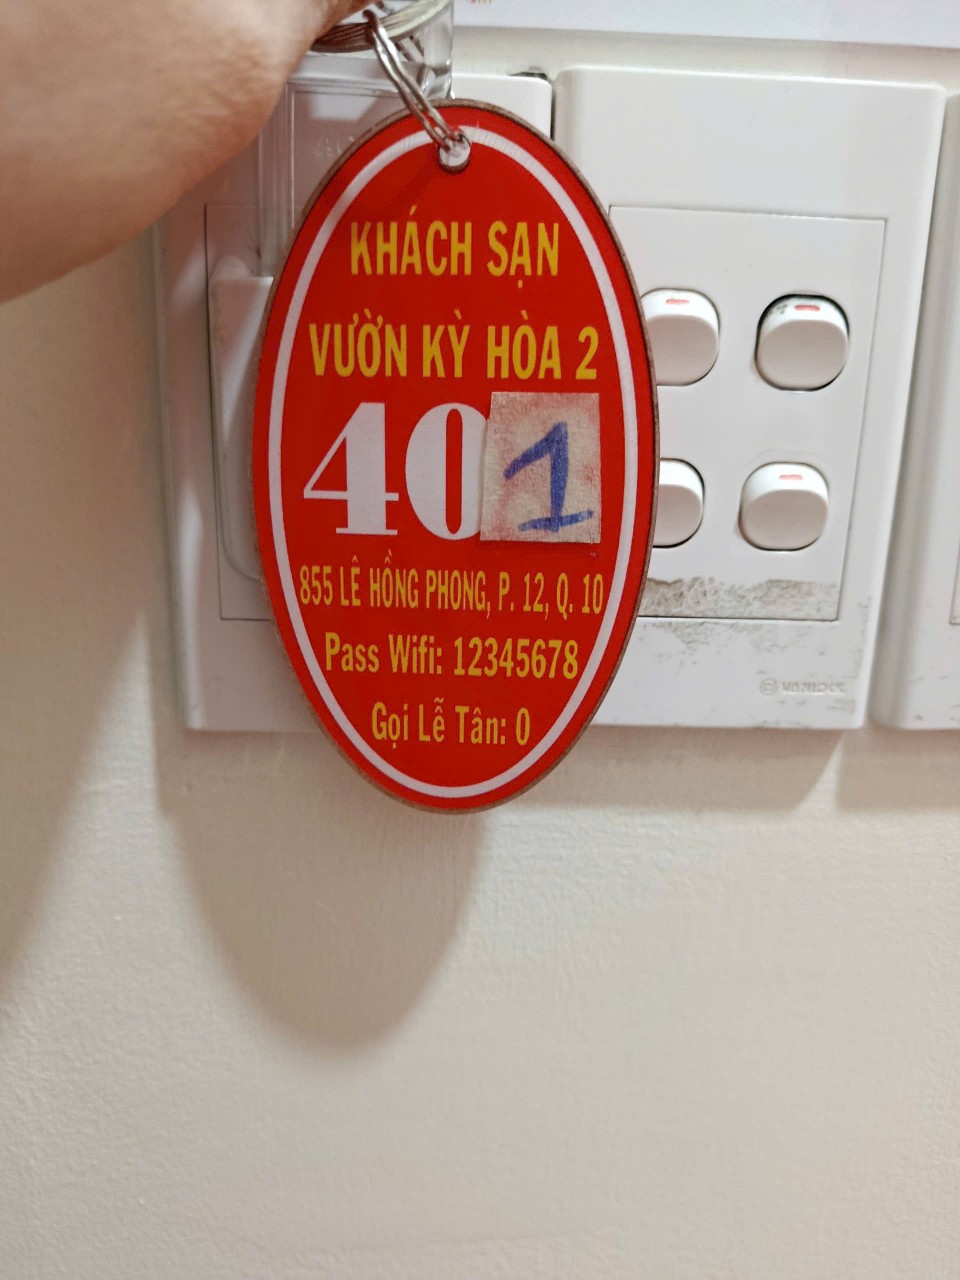 KHÁCH SẠN
VƯỜN KỲ HÒA 2
401
855 LÊ HỒNG PHONG, P. 12, Q. 10
Pass Wifi: 12345678
Gọi Lễ Tân: 0
VANLOCK